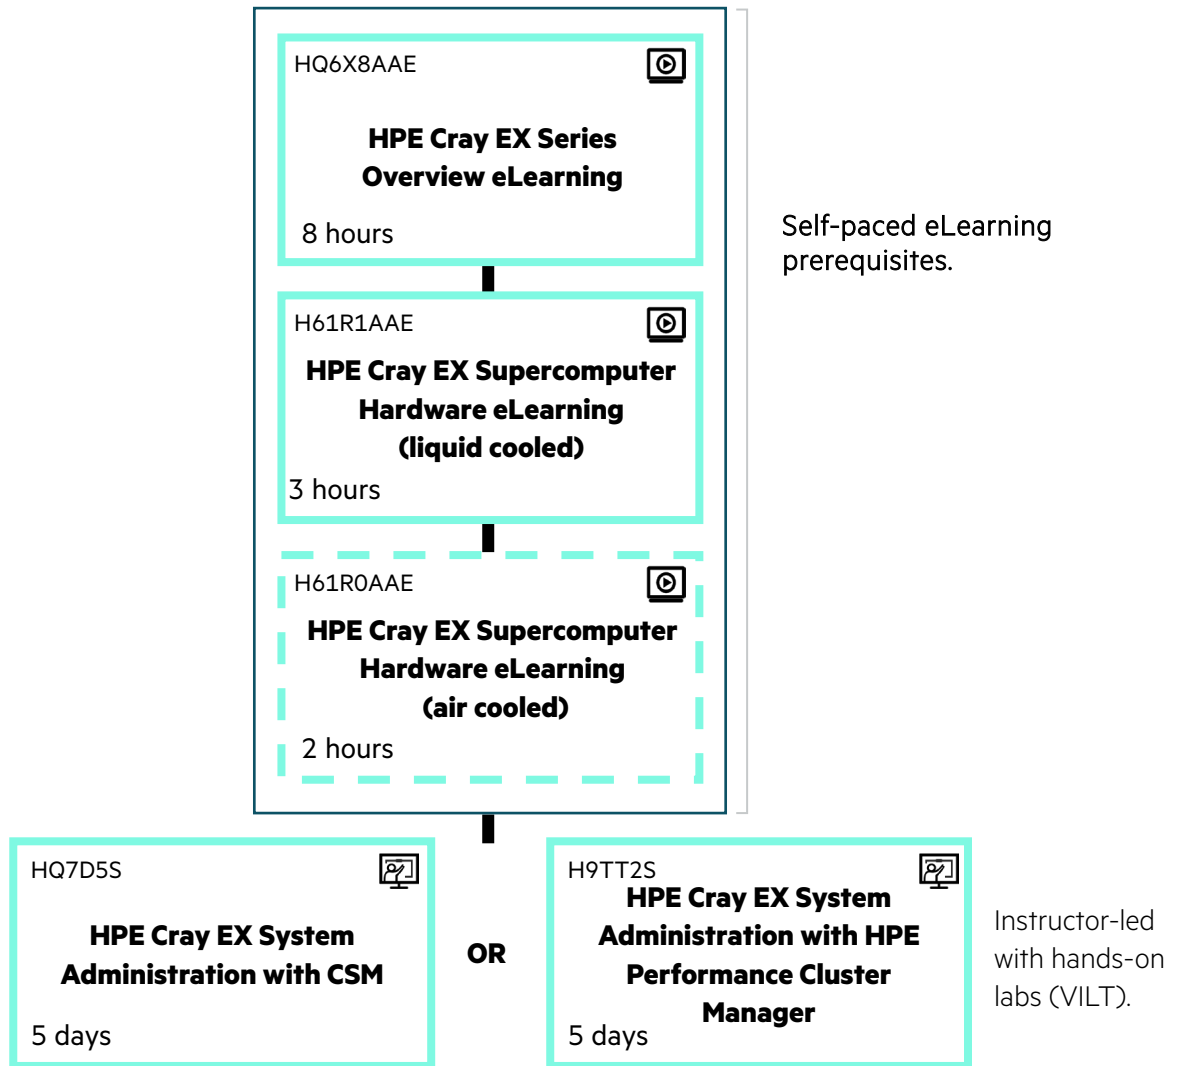 HQ6X8AAE
HPE Cray EX Series
Overview eLearning
8 hours
Self-paced eLearning
prerequisites.
H61R1AAE
HPE Cray EX Supercomputer
Hardware eLearning
(liquid cooled)
3 hours
H61R0AAE
HPE Cray EX Supercomputer
Hardware eLearning
(air cooled)
2 hours
HQ7D5S
HPE Cray EX System
Administration with CSM
5 days
OR
H9TT2S
HPE Cray EX System
Administration with HPE
Performance Cluster
Manager
5 days
Instructor-led
with hands-on
labs (VILT).